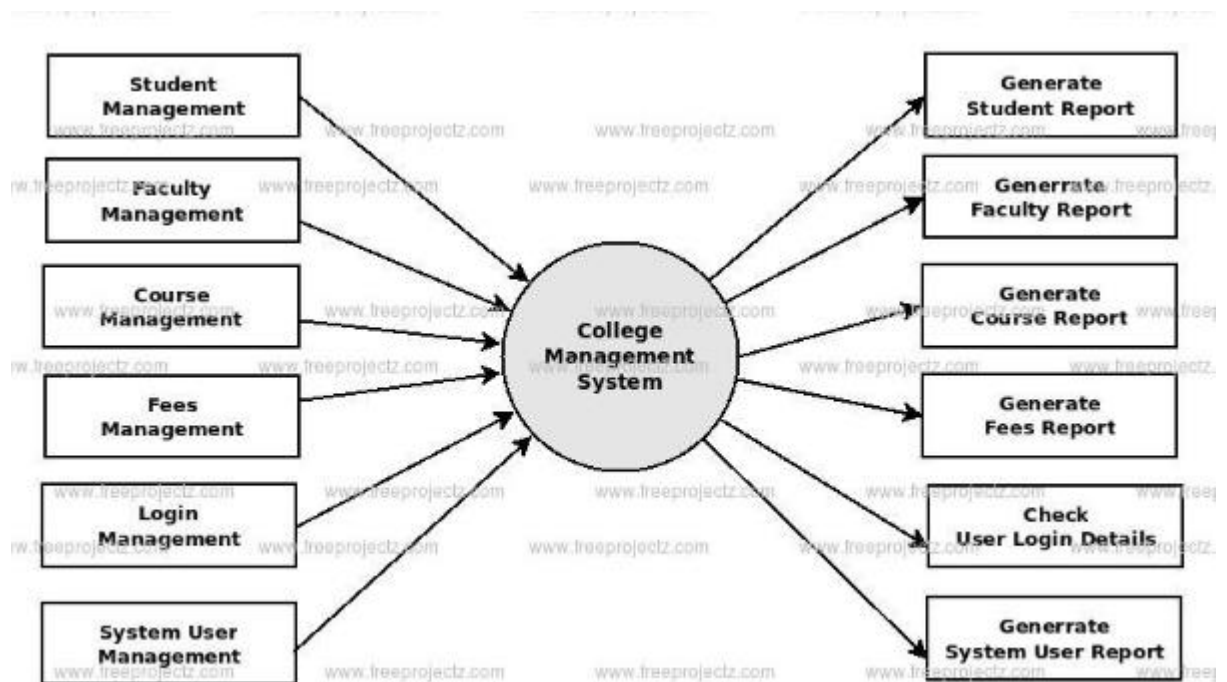 Student
Management
Faculty
Management
Course
Management
Fees
Management
Login
Management
System User
Management
College
Management
System
Generate
Student Report
Generrate
Faculty Report
Generate
Course Report
Generate
Fees Report
Check
User Login Details
Generrate
System User Report
www.freeprojectz.com